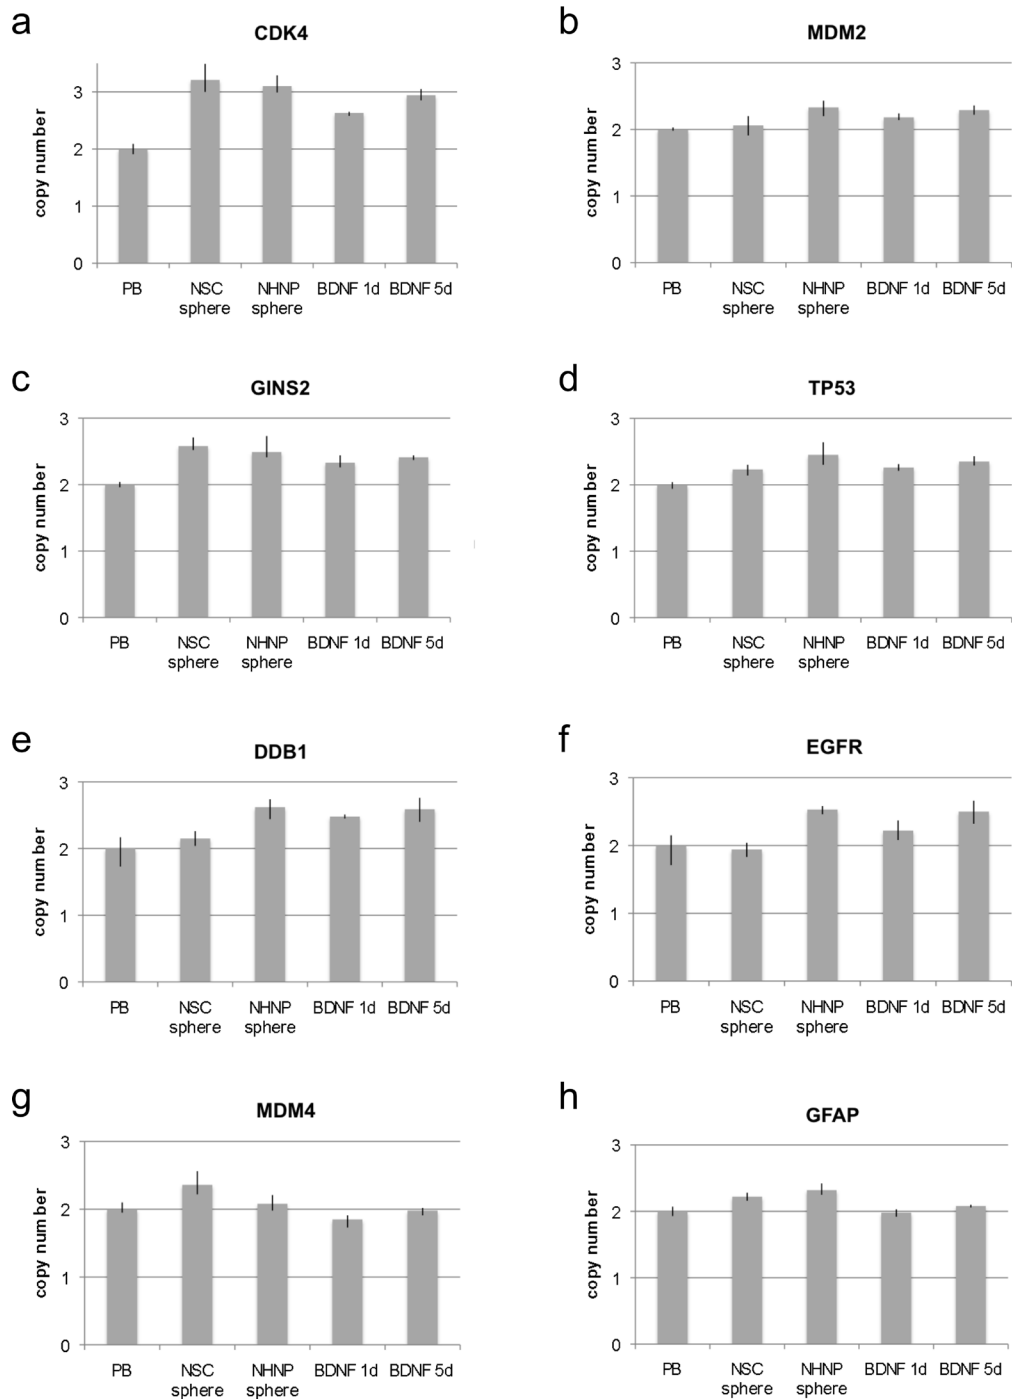 a
CDK4
copy number
3
2
1
0
PB NSC NHNP BDNF 1d BDNF 5d
sphere sphere
b
MDM2
copy number
3
2
1
0
PB NSC NHNP BDNF 1d BDNF 5d
sphere sphere
c
GINS2
copy number
3
2
1
0
PB NSC NHNP BDNF 1d BDNF 5d
sphere sphere
d
TP53
copy number
3
2
1
0
PB NSC NHNP BDNF 1d BDNF 5d
sphere sphere
e
DDB1
copy number
3
2
1
0
PB NSC NHNP BDNF 1d BDNF 5d
sphere sphere
f
EGFR
copy number
3
2
1
0
PB NSC NHNP BDNF 1d BDNF 5d
sphere sphere
g
MDM4
copy number
3
2
1
0
PB NSC NHNP BDNF 1d BDNF 5d
sphere sphere
h
GFAP
copy number
3
2
1
0
PB NSC NHNP BDNF 1d BDNF 5d
sphere sphere